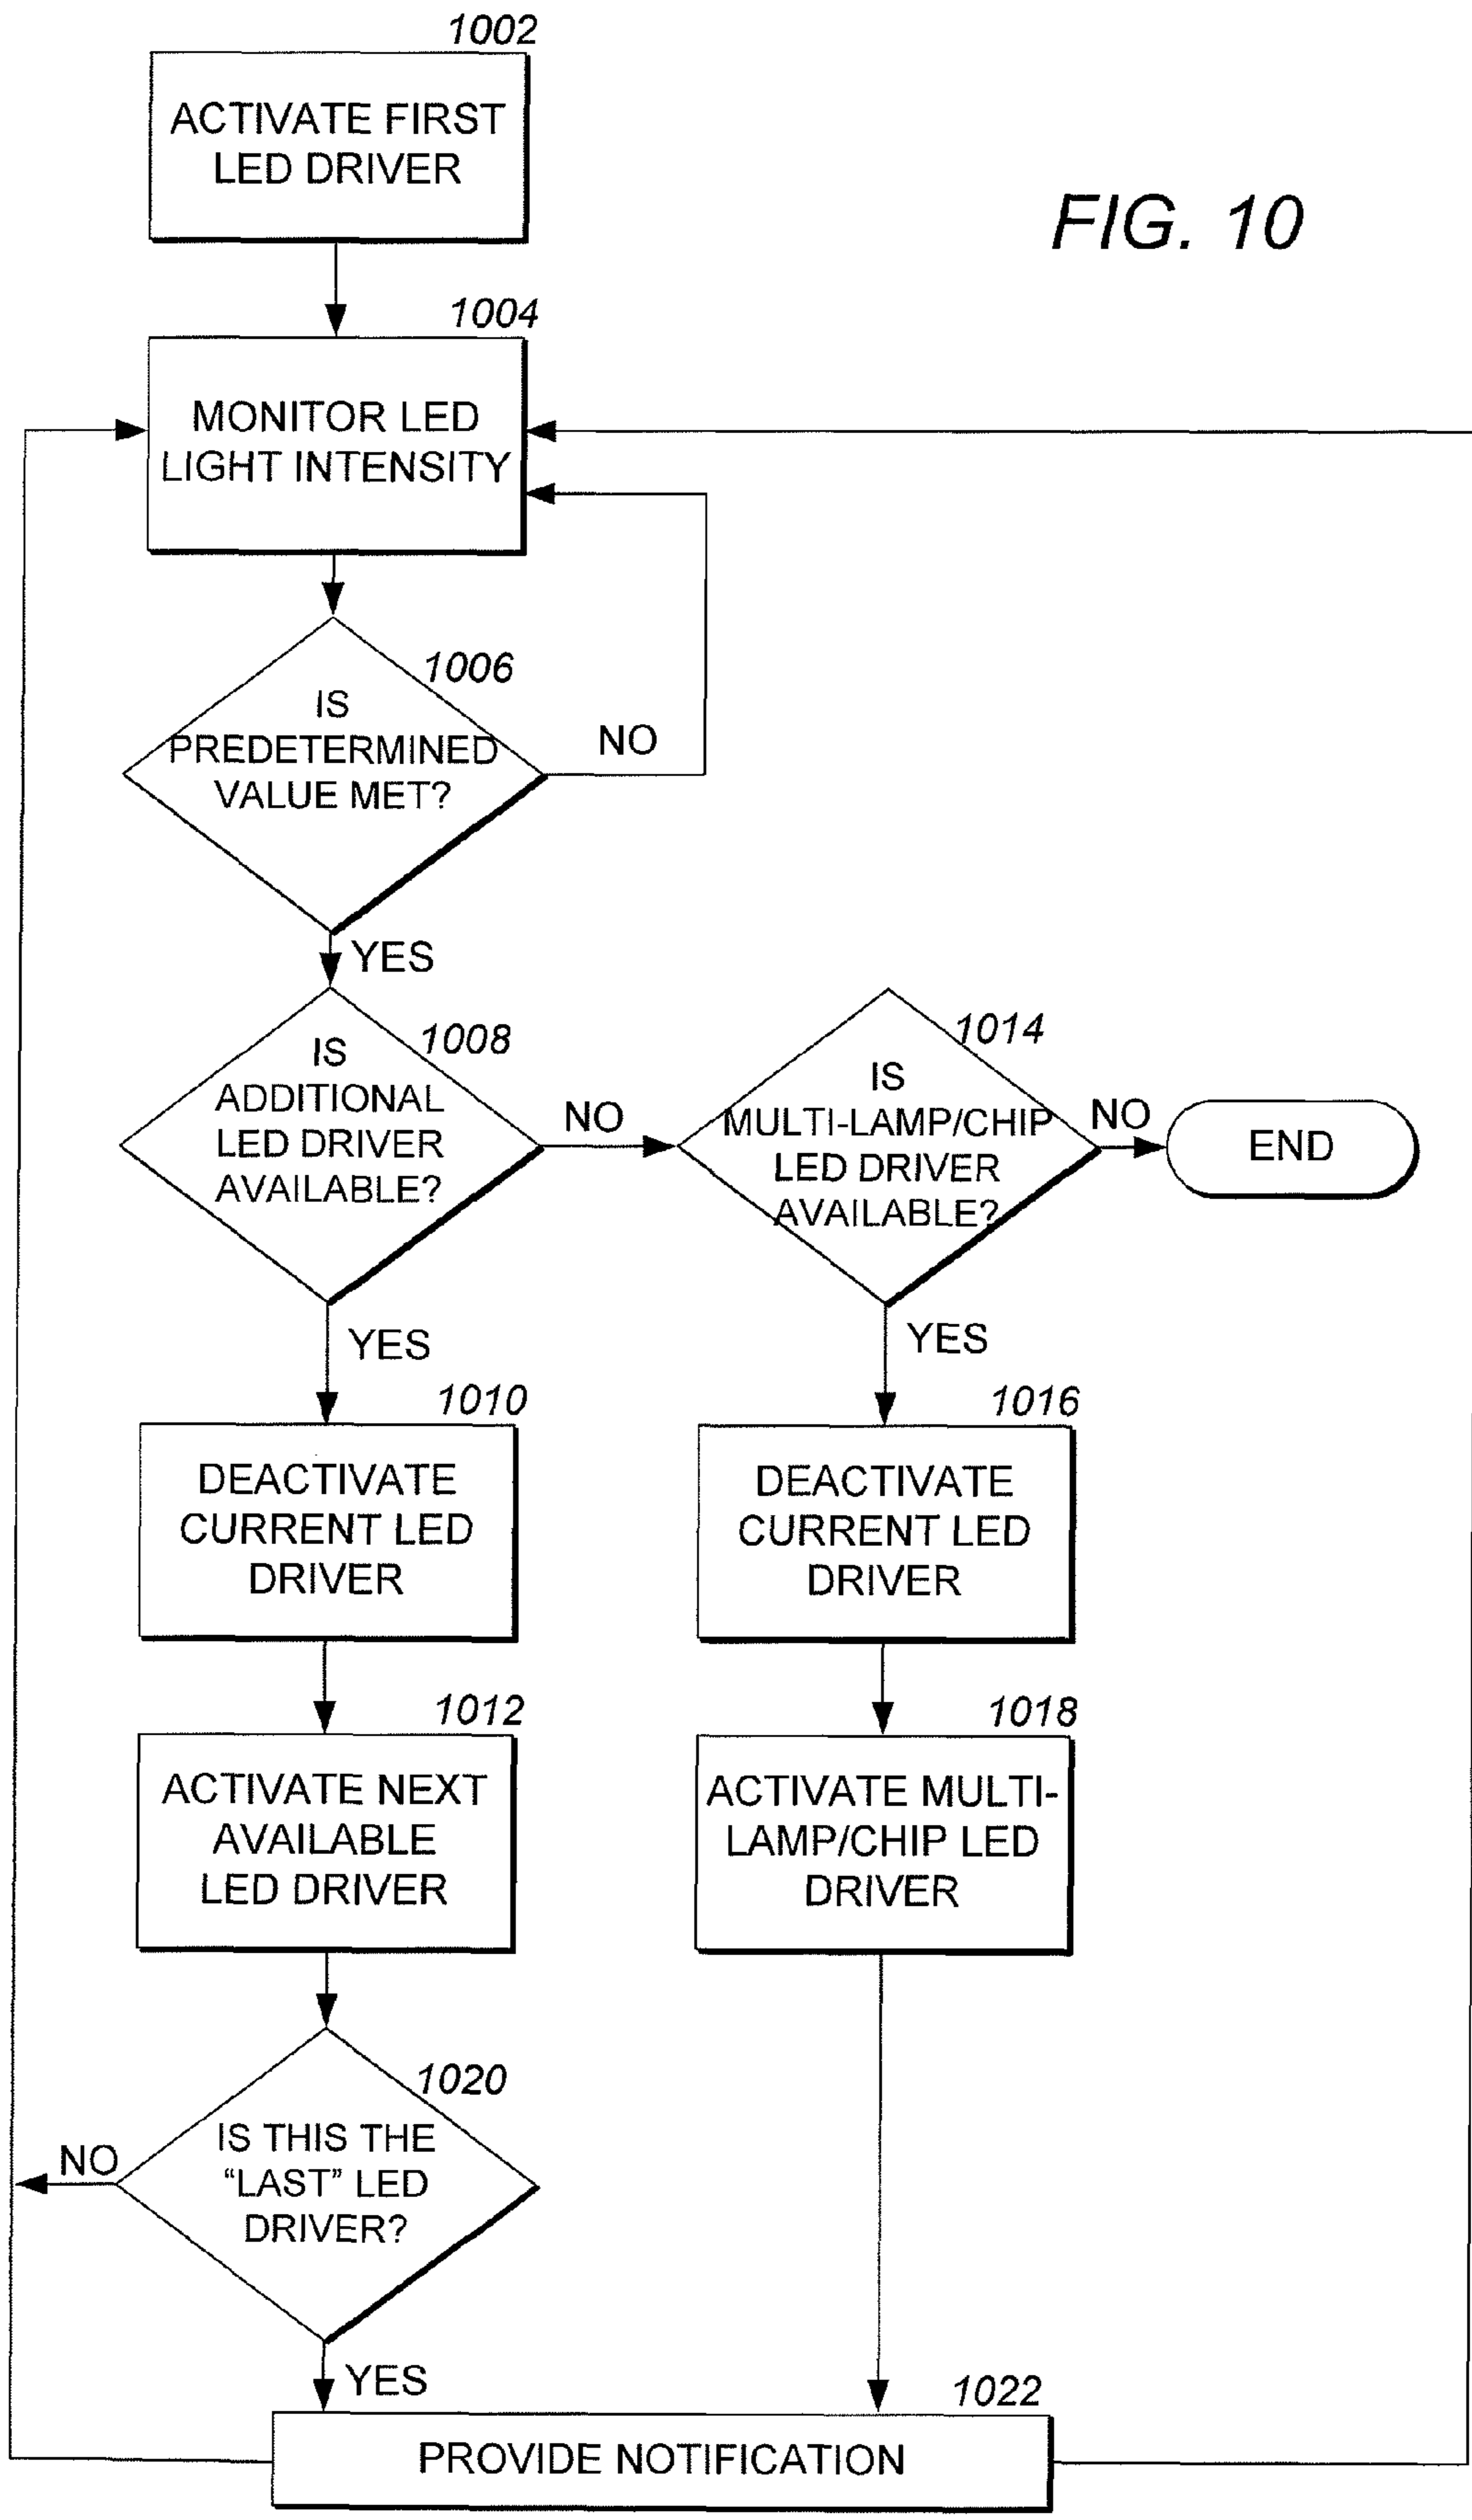 1002
ACTIVATE FIRST
LED DRIVER
FIG. 10
1004
MONITOR LED
LIGHT INTENSITY
1006
IS
PREDETERMINED
VALUE MET?
NO
YES
1008
IS
ADDITIONAL
LED DRIVER
AVAILABLE?
NO
1014
IS
MULTI-LAMP/CHIP
LED DRIVER
AVAILABLE?
NO
END
YES
YES
1010
DEACTIVATE
CURRENT LED
DRIVER
1016
DEACTIVATE
CURRENT LED
DRIVER
1012
ACTIVATE NEXT
AVAILABLE
LED DRIVER
1018
ACTIVATE MULTI-
LAMP/CHIP LED
DRIVER
1020
IS THIS THE
“LAST” LED
DRIVER?
NO
YES
1022
PROVIDE NOTIFICATION